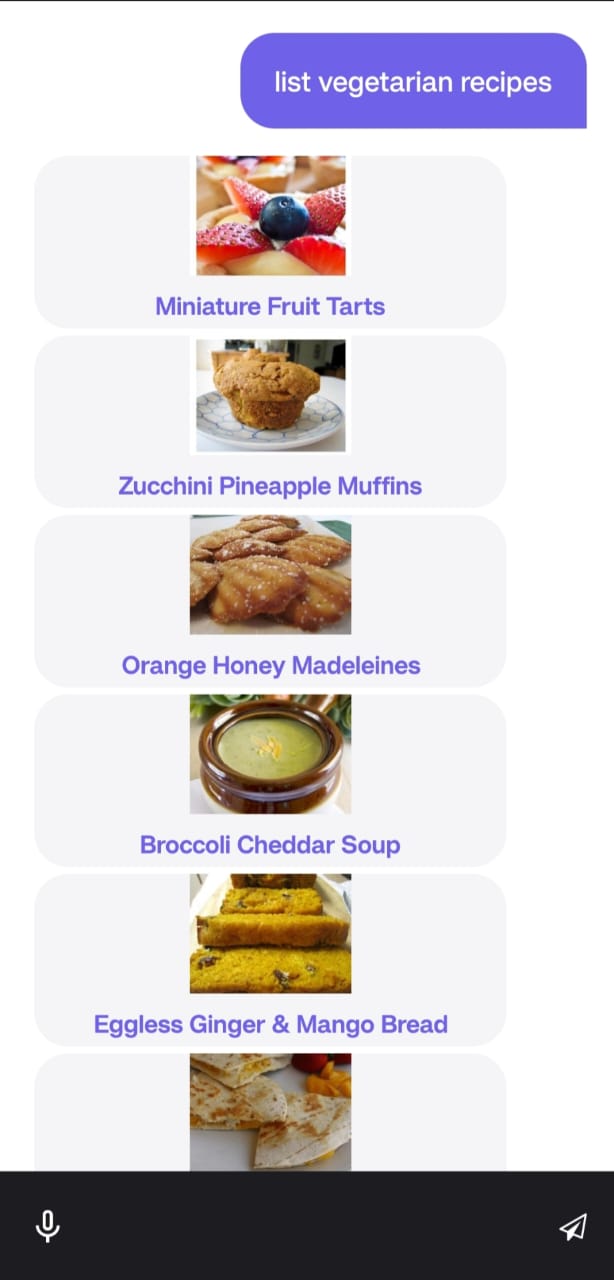 list vegetarian recipes
Miniature Fruit Tarts
Zucchini Pineapple Muffins
Orange Honey Madeleines
Broccoli Cheddar Soup
Eggless Ginger & Mango Bread